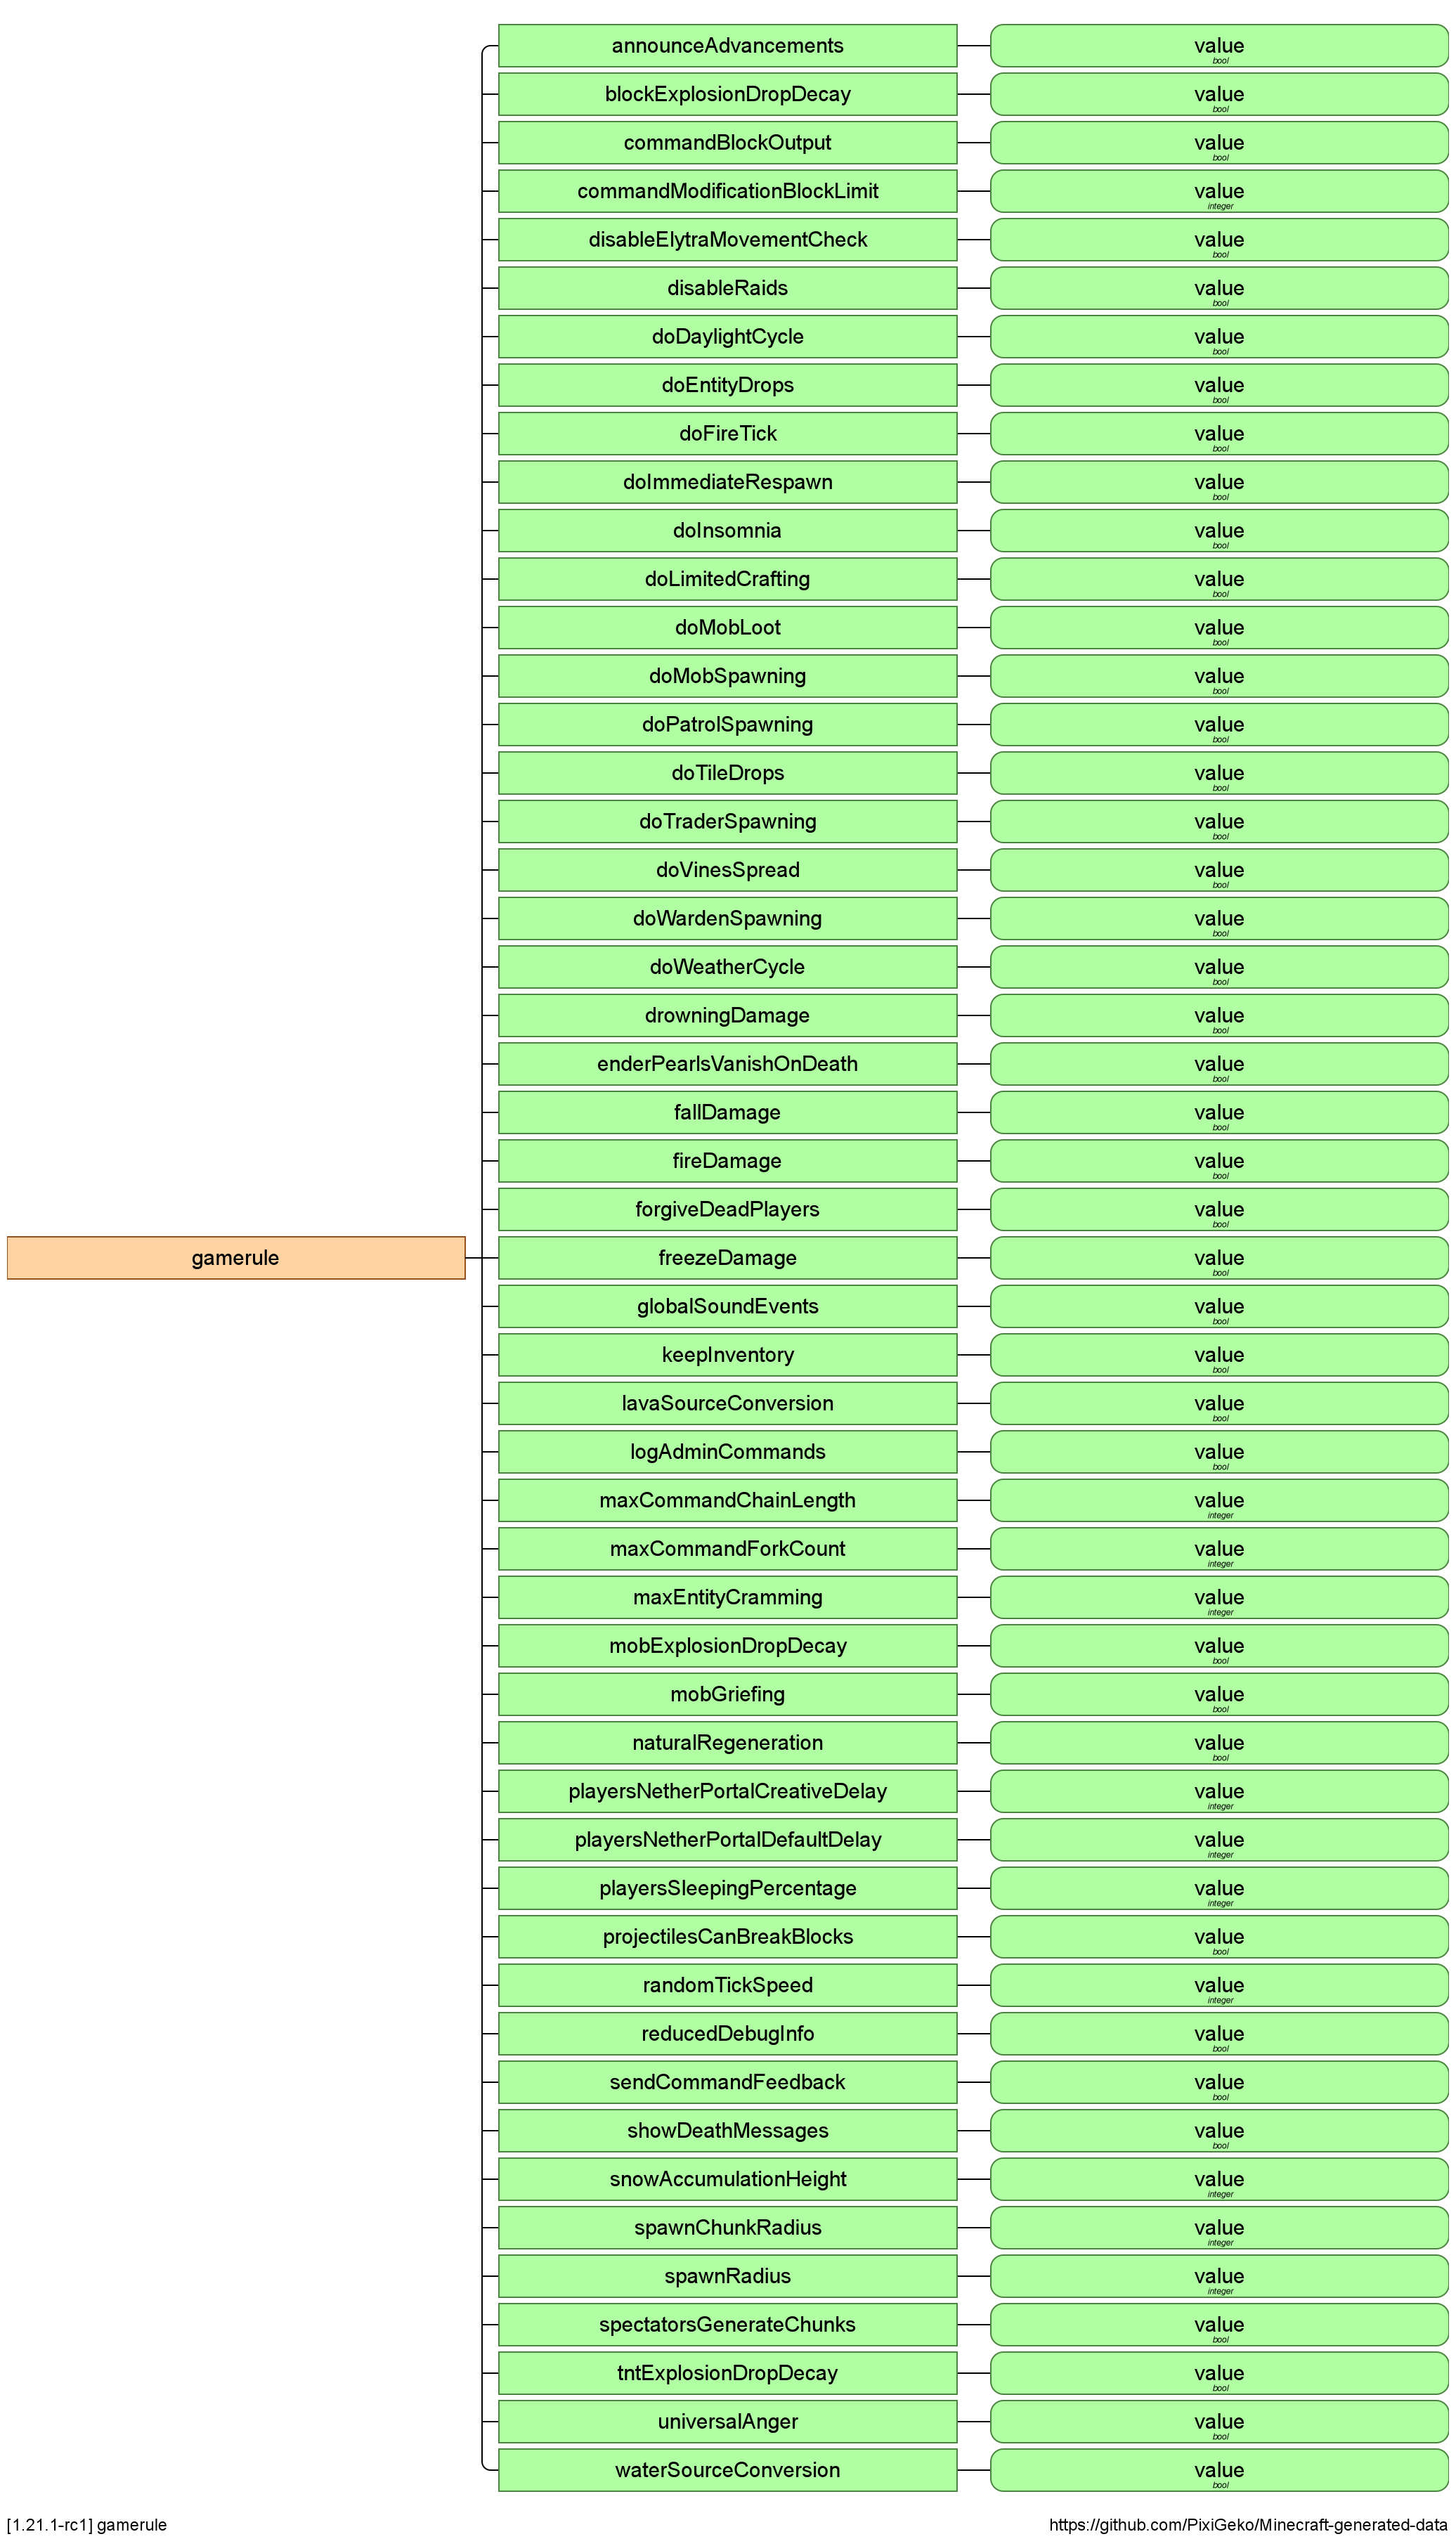 announceAdvancements value
bool
blockExplosionDropDecay value
bool
commandBlockOutput value
bool
commandModificationBlockLimit value
integer
disableElytraMovementCheck value
bool
disableRaids value
bool
doDaylightCycle value
bool
doEntityDrops value
bool
doFireTick value
bool
doImmediateRespawn value
bool
doInsomnia value
bool
doLimitedCrafting value
bool
doMobLoot value
bool
doMobSpawning value
bool
doPatrolSpawning value
bool
doTileDrops value
bool
doTraderSpawning value
bool
doVinesSpread value
bool
doWardenSpawning value
bool
doWeatherCycle value
bool
drowningDamage value
bool
enderPearlsVanishOnDeath value
bool
fallDamage value
bool
fireDamage value
bool
forgiveDeadPlayers value
bool
gamerule freezeDamage value
bool
globalSoundEvents value
bool
keepInventory value
bool
lavaSourceConversion value
bool
logAdminCommands value
bool
maxCommandChainLength value
integer
maxCommandForkCount value
integer
maxEntityCramming value
integer
mobExplosionDropDecay value
bool
mobGriefing value
bool
naturalRegeneration value
bool
playersNetherPortalCreativeDelay value
integer
playersNetherPortalDefaultDelay value
integer
playersSleepingPercentage value
integer
projectilesCanBreakBlocks value
bool
randomTickSpeed value
integer
reducedDebugInfo value
bool
sendCommandFeedback value
bool
showDeathMessages value
bool
snowAccumulationHeight value
integer
spawnChunkRadius value
integer
spawnRadius value
integer
spectatorsGenerateChunks value
bool
tntExplosionDropDecay value
bool
universalAnger value
bool
waterSourceConversion value
bool
[1.21.1-rc1] gamerule https://github.com/PixiGeko/Minecraft-generated-data